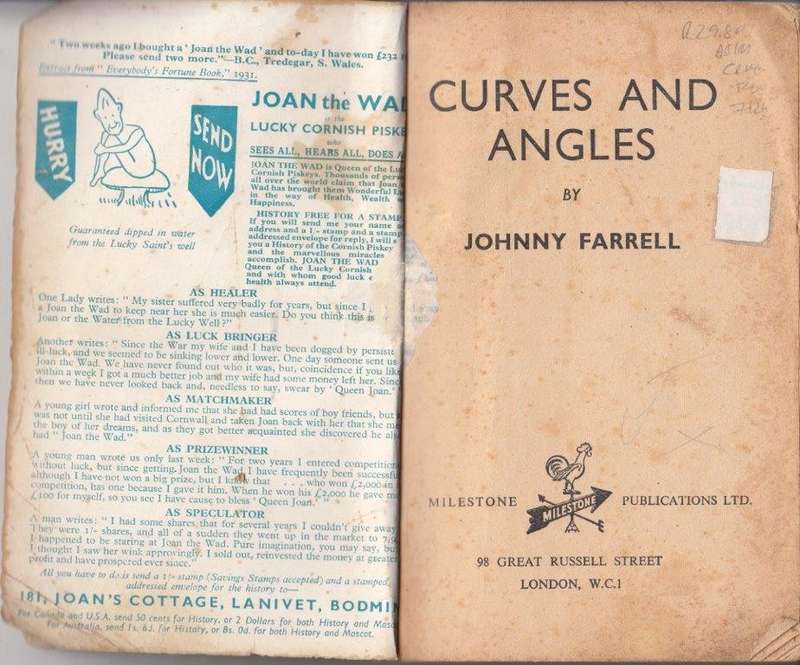 "Two weeks ago I bought a 'Joan the Wad' and to-day I have won £232
Please send two more."—B.C., Tredegar, S. Wales.
Extract from "Everybody's Fortune Book," 1931.
HURRY
SEND
NOW
JOAN the WAD
is the
LUCKY CORNISH PISKE
who
SEES ALL, HEARS ALL, DOES A
JOAN THE WAD is Queen of the Lu
Cornish Piskeys. Thousands of pers
all over the world claim that Joan
Wad has brought them Wonderful Lu
in the way of Health, Wealth
Happiness.
HISTORY FREE FOR A STAMP
If you will send me your name
address and a 1/- stamp and a stamp
addressed envelope for reply, I will s
you a History of the Cornish Piskey
and the marvellous miracles
accomplish. JOAN THE WAD
Queen of the Lucky Cornish
and with whom good luck
health always attend.
Guaranteed dipped in water
from the Lucky Saint's well
AS HEALER
One Lady writes: "My sister suffered very badly for years, but since I
a Joan the Wad to keep near her she is much easier. Do you think this is
Joan or the Water from the Lucky Well?"
AS LUCK BRINGER
Another writes: "Since the War my wife and I have been dogged by persiste
ill-luck, and we seemed to be sinking lower and lower. One day someone sent us
Joan the Wad. We have never found out who it was, but, coincidence if you like
within a week I got a much better job and my wife had some money left her. Sinc
then we have never looked back and, needless to say, swear by 'Queen Joan.'"
AS MATCHMAKER
A young girl wrote and informed me that she had had scores of boy friends, but
was not until she had visited Cornwall and taken Joan back with her that she me
the boy of her dreams, and as they got better acquainted she discovered he als
had "Joan the Wad."
AS PRIZEWINNER
A young man wrote us only last week: "For two years I entered competition
without luck, but since getting Joan the Wad I have frequently been successfu
although I have not won a big prize, but I know that . . . who won £2,000 in
competition, has one because I gave it him. When he won his £2,000 he gave me
£100 for myself, so you see I have cause to bless 'Queen Joan.'"
AS SPECULATOR
A man writes: "I had some shares that for several years I couldn't give away
They were 1/- shares, and all of a sudden they went up in the market to 7/9
I happened to be staring at Joan the Wad. Pure imagination, you may say, but
I thought I saw her wink approvingly. I sold out, reinvested the money at greater
profit and have prospered ever since."
All you have to do is send a 1/- stamp (Savings Stamps accepted) and a stamped,
addressed envelope for the history to—
181, JOAN'S COTTAGE, LANIVET, BODMIN
For Canada and U.S.A. send 50 cents for History, or 2 Dollars for both History and Mascot.
For Australia, send 1s. 6d. for History, or 8s. 0d. for both History and Mascot.
CURVES AND
ANGLES
BY
JOHNNY FARRELL
MILESTONE
MILESTONE
PUBLICATIONS LTD.
98 GREAT RUSSELL STREET
LONDON, W.C.1